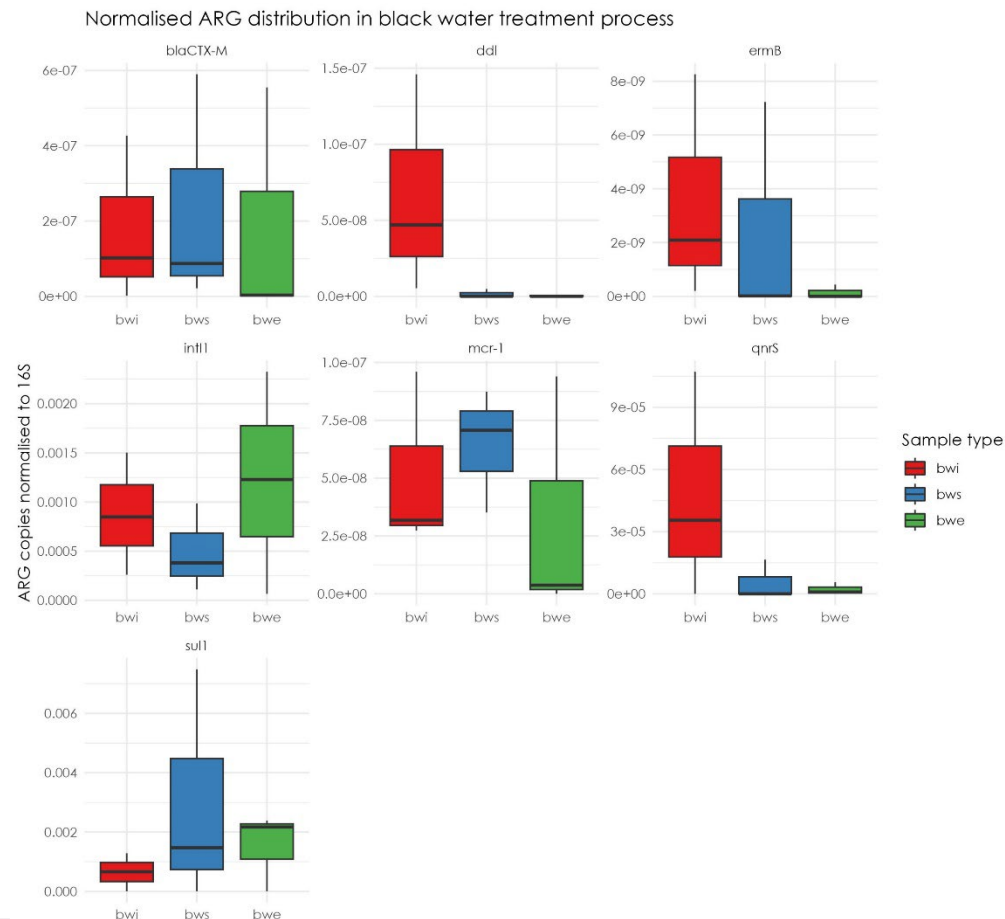 Normalised ARG distribution in black water treatment process
blaCTX-M
ddl
ermB
6e-07
4e-07
2e-07
0e+00
1.5e-07
1.0e-07
5.0e-08
0.0e+00
8e-09
6e-09
4e-09
2e-09
0e+00
bwi bws bwe
bwi bws bwe
bwi bws bwe
ARG copies normalised to 16S
intI1
mcr-1
qnrS
0.0020
0.0015
0.0010
0.0005
0.0000
1.0e-07
7.5e-08
5.0e-08
2.5e-08
0.0e+00
9e-05
6e-05
3e-05
0e+00
bwi bws bwe
bwi bws bwe
bwi bws bwe
Sample type
bwi
bws
bwe
sul1
0.006
0.004
0.002
0.000
bwi bws bwe